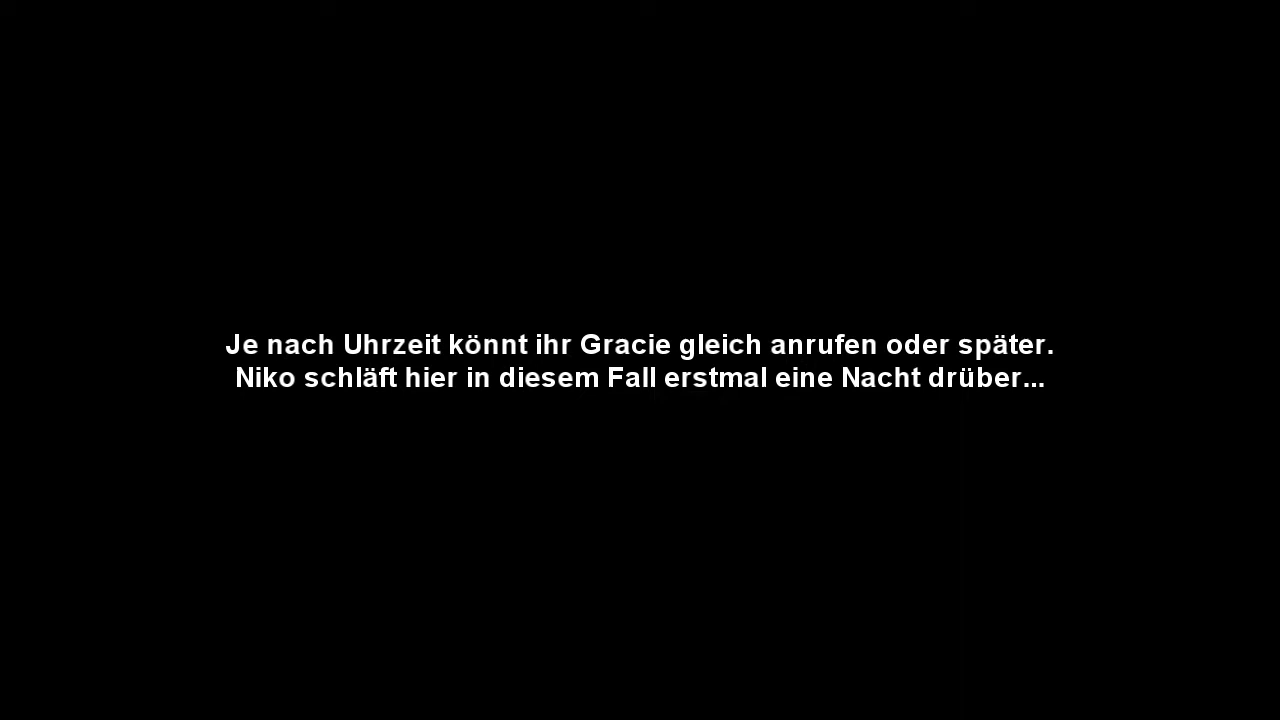 Je nach Uhrzeit könnt ihr Gracie gleich anrufen oder später.
Niko schläft hier in diesem Fall erstmal eine Nacht drüber...